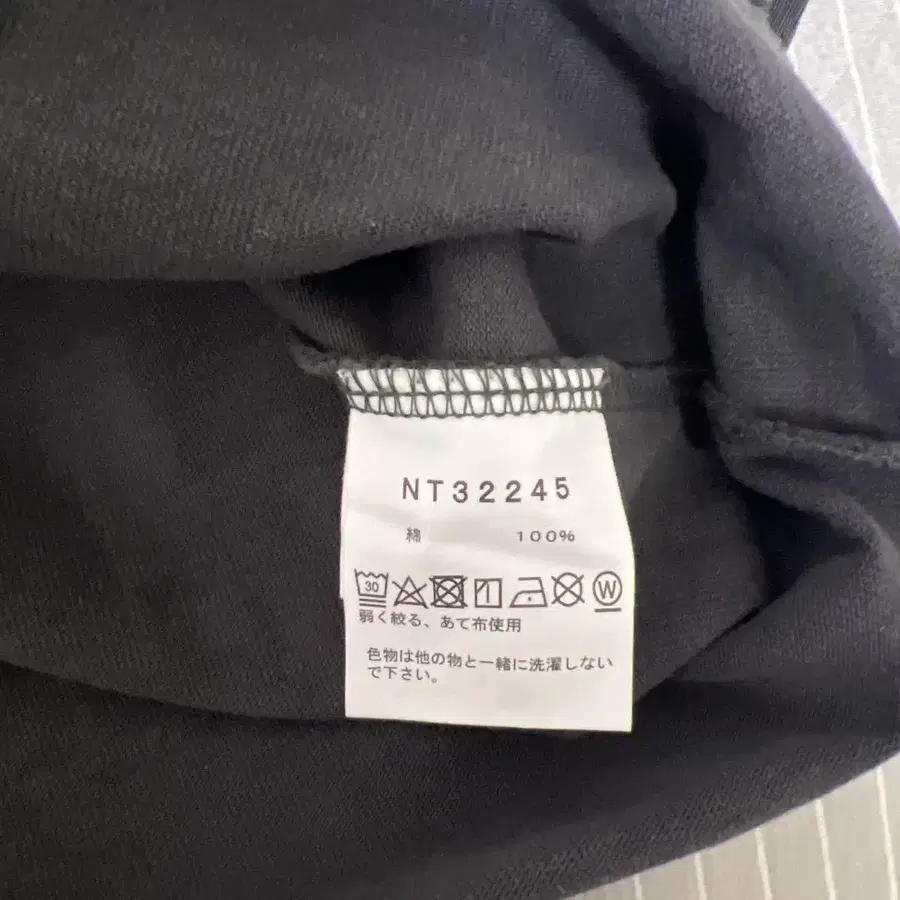 NT32245
綿 100%
30 W
弱く絞る、あて布使用
色物は他の物と一緒に洗濯しない
で下さい。